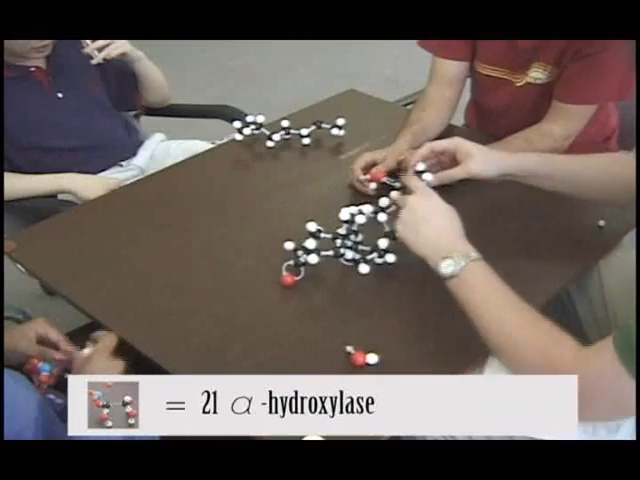 = 21 α-hydroxylase